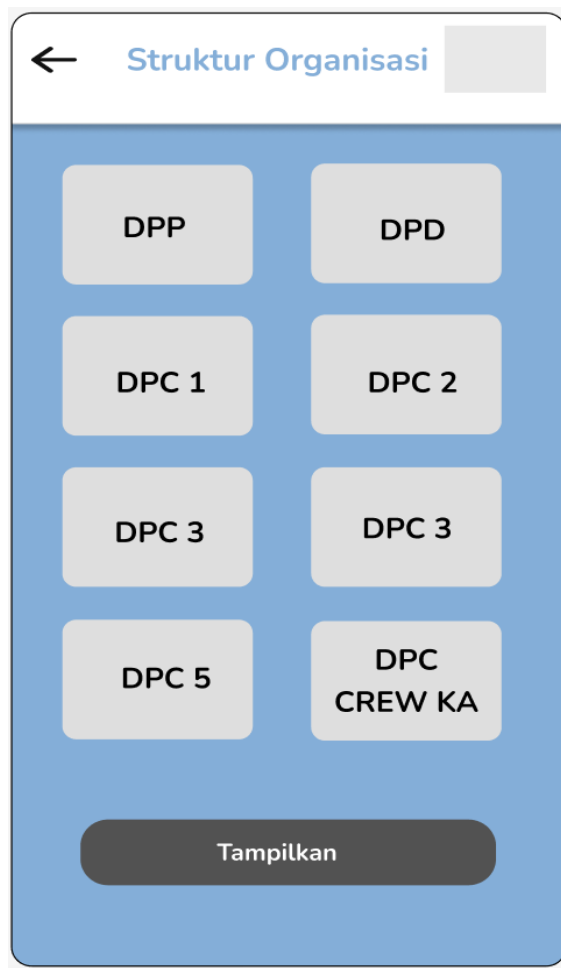 Struktur Organisasi
DPP
DPD
DPC 1
DPC 2
DPC 3
DPC 3
DPC 5
DPC
CREW KA
Tampilkan